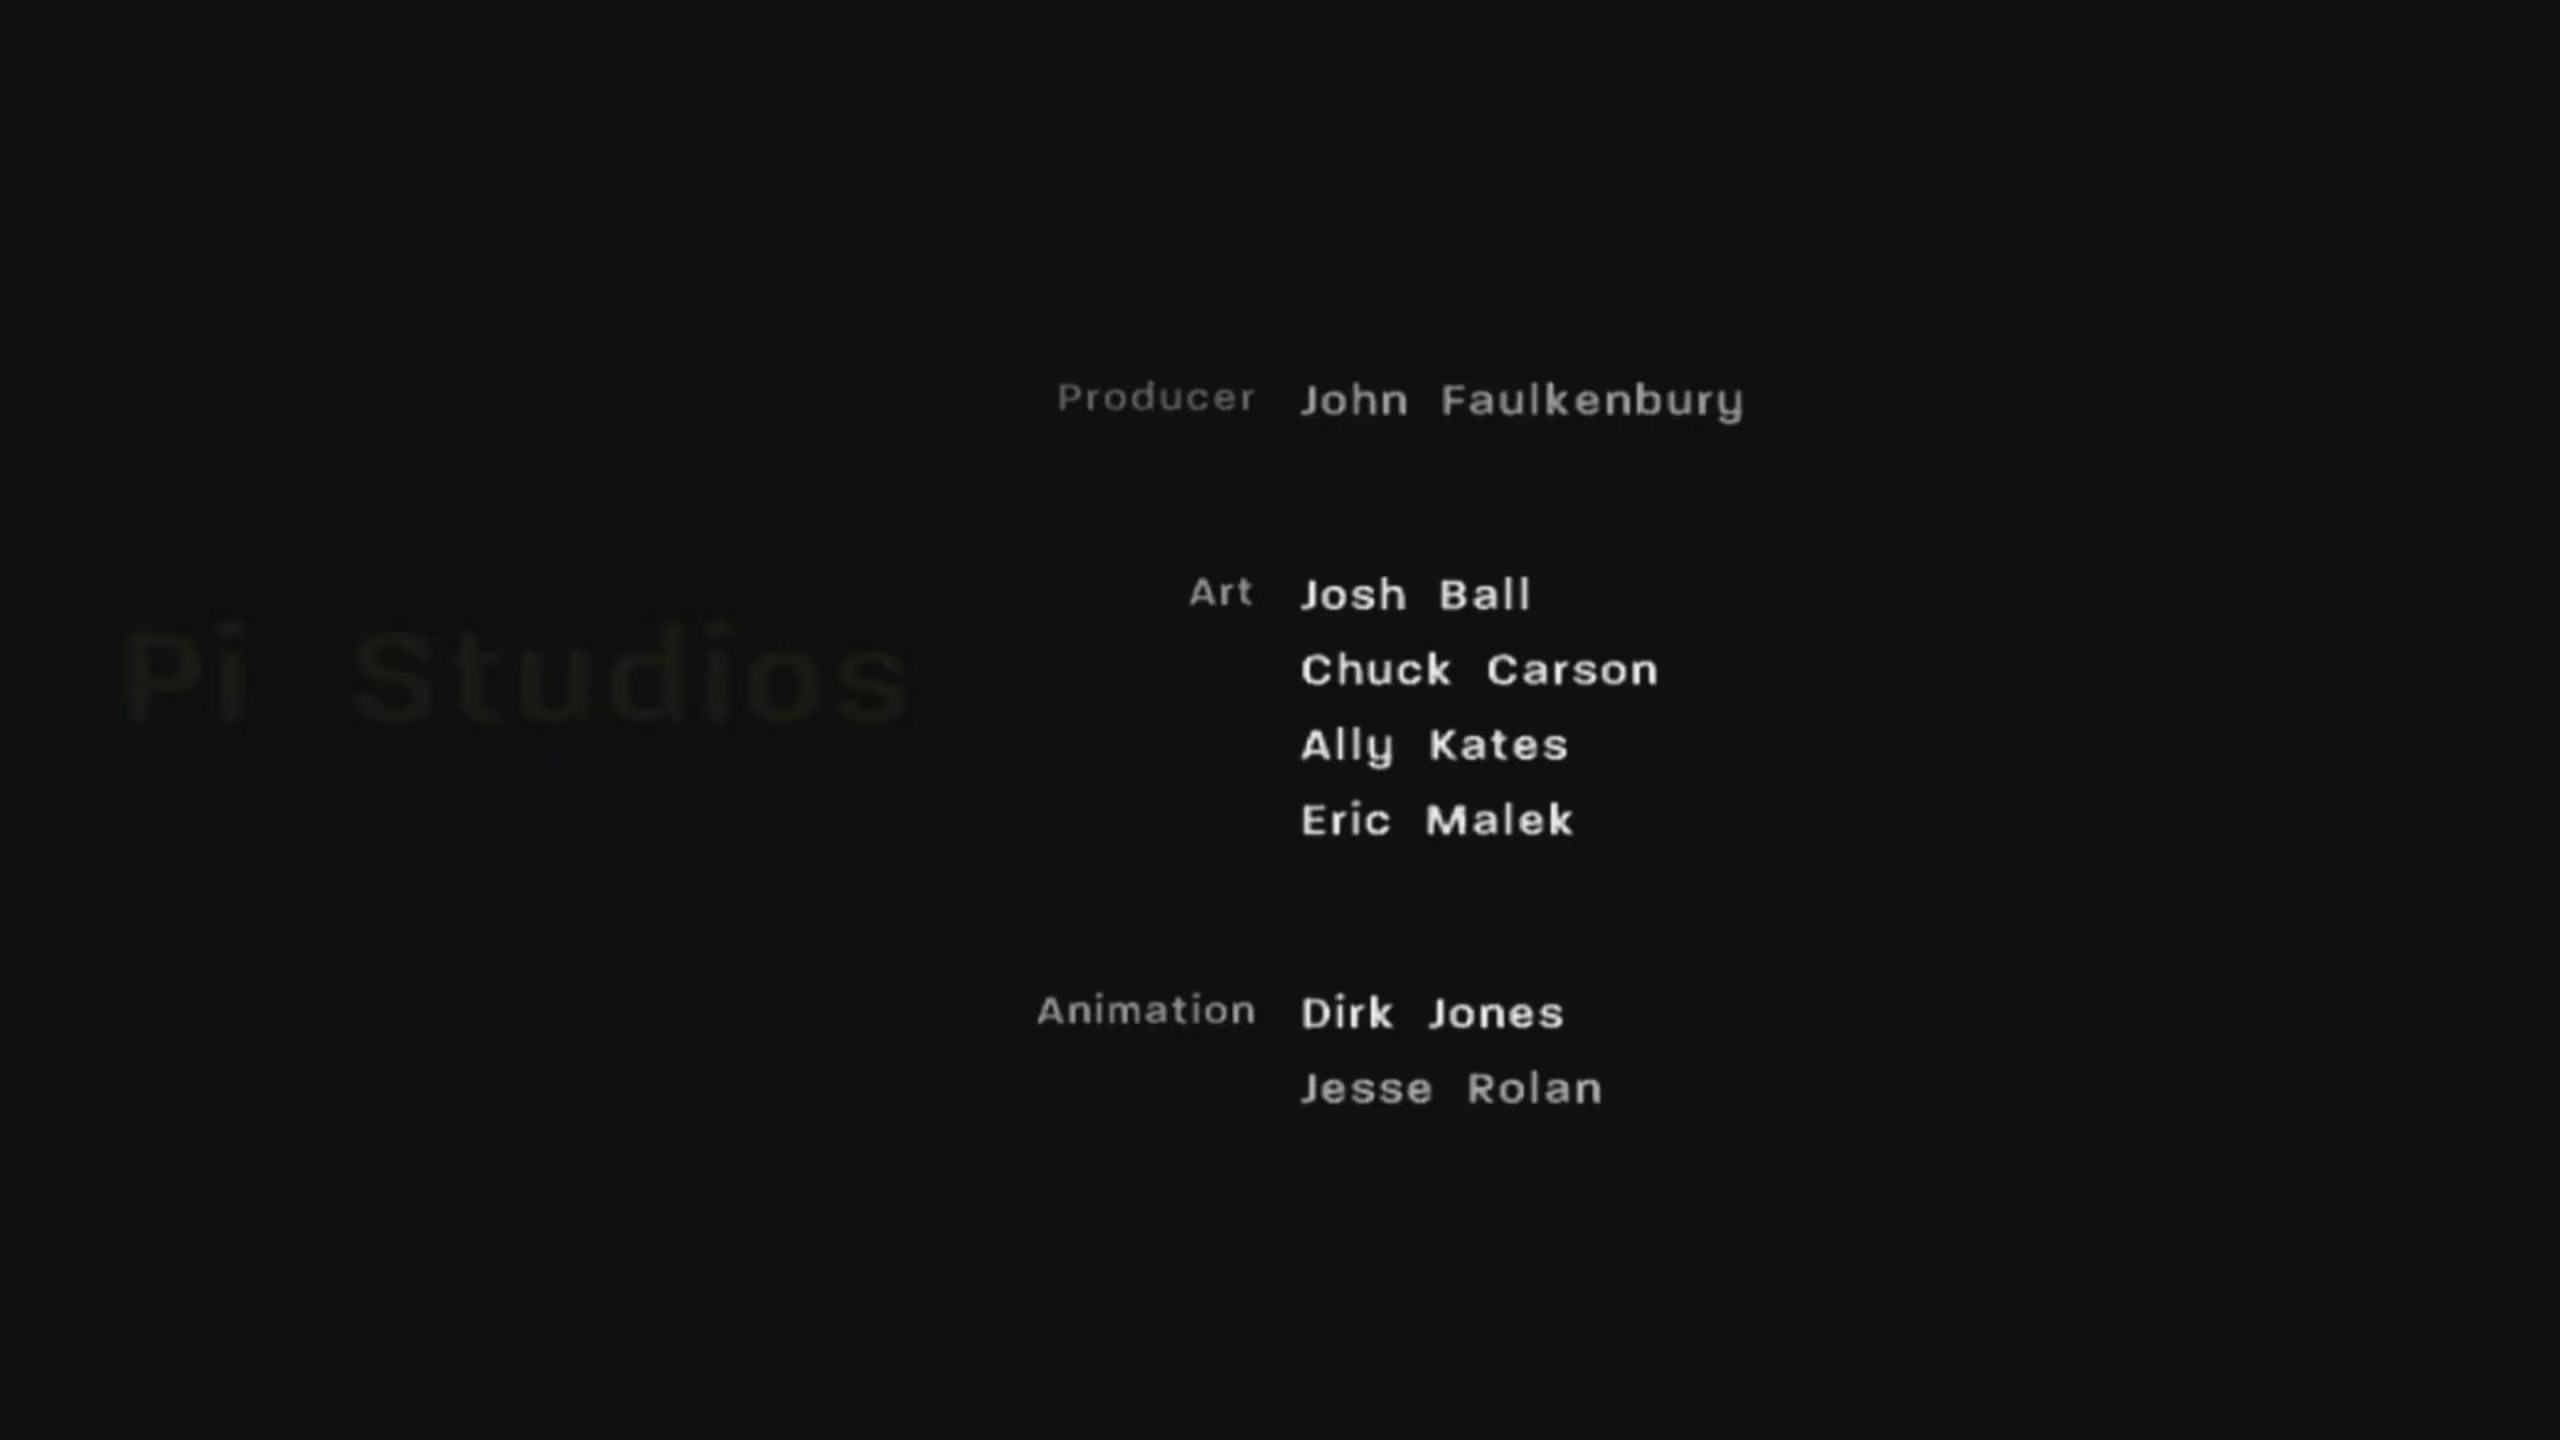 Producer John Faulkenbury
Art Josh Ball
Chuck Carson
Pi Studios
Ally Kates
Eric Malek
Animation Dirk Jones
Jesse Rolan